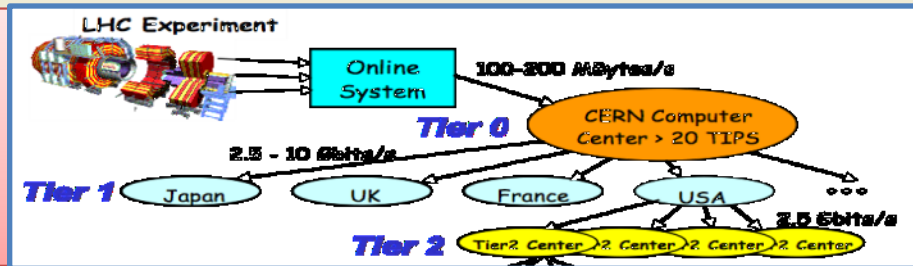 LHC Experiment
Online
System
100-200 MBytes/s
Tier 0
CERN Computer
Center > 20 TIPS
2.5 - 10 Gbits/s
Tier 1
Japan
UK
France
USA
2.5 Gbits/s
Tier 2
Tier2 Center
2 Center
2 Center
2 Center